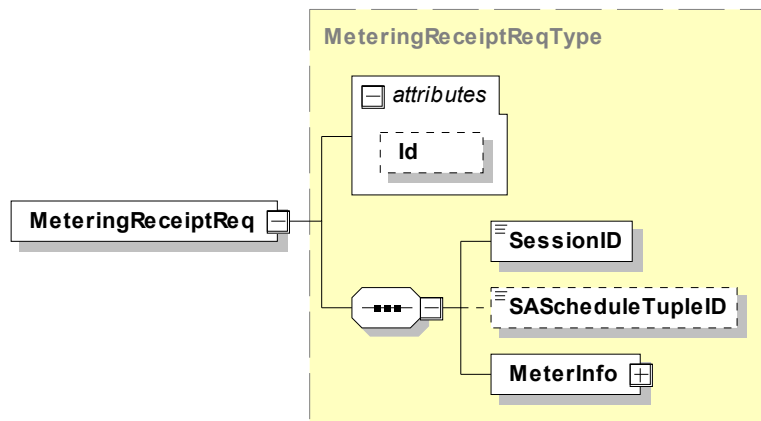 MeteringReceiptReqType
attributes
Id
MeteringReceiptReq
SessionID
SAScheduleTupleID
MeterInfo